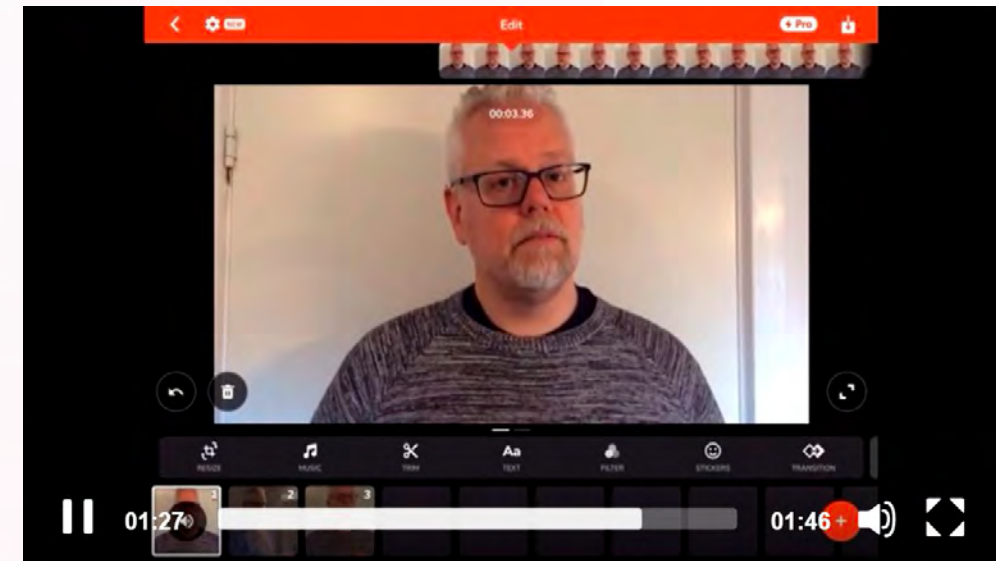 NEW Edit Pro
00:03.36
RESIZE MUSIC TRIM Aa TEXT FILTER STICKERS TRANSITION
1 2 3
01:27 01:46